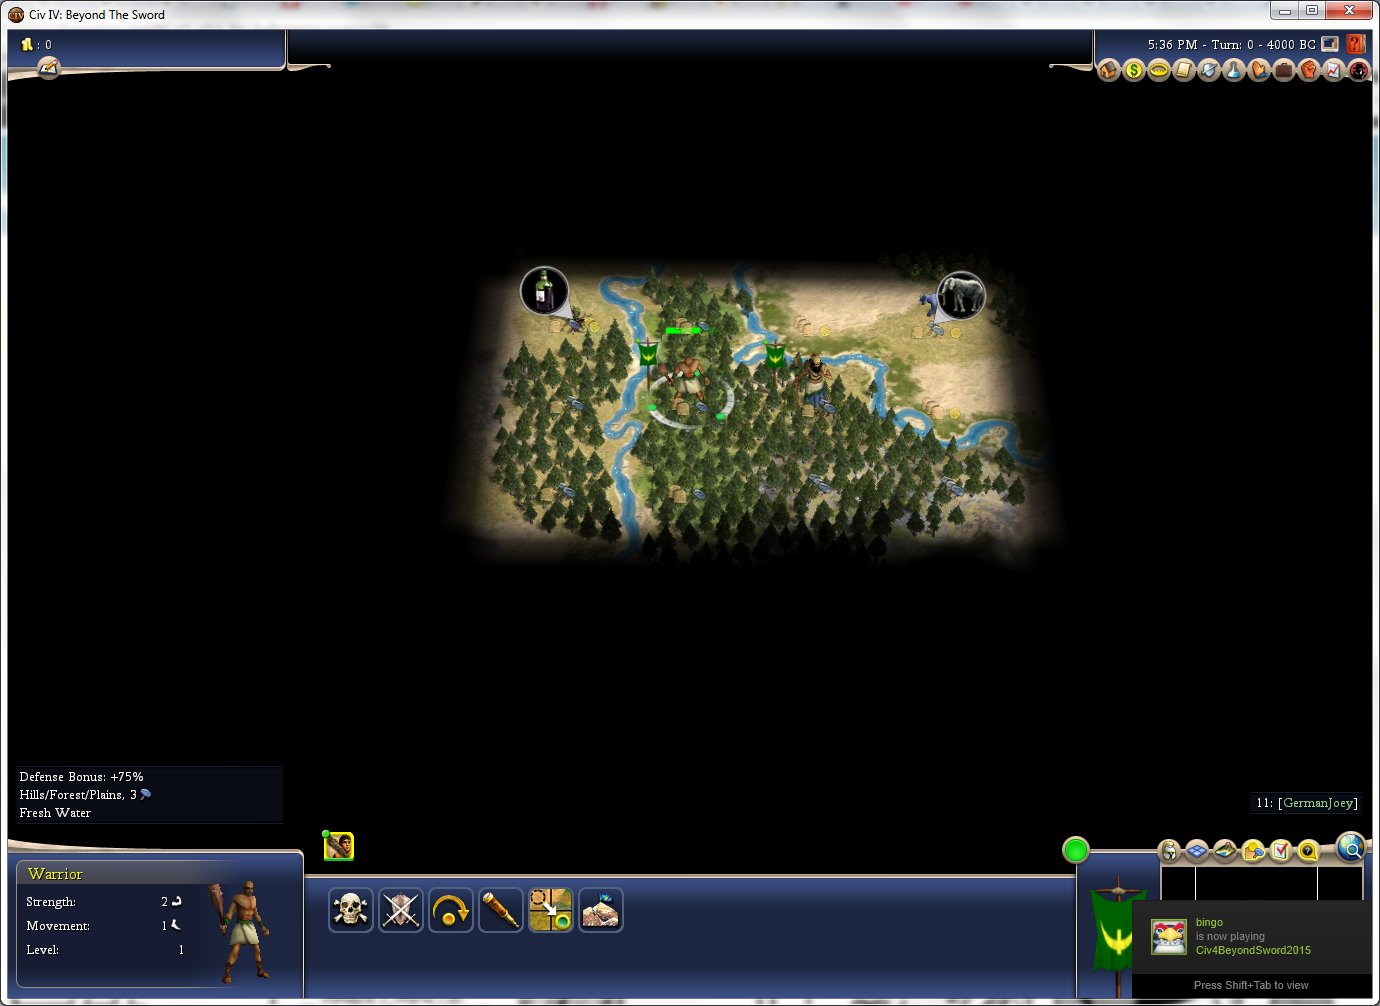 Civ IV: Beyond The Sword
: 0
5:36 PM - Turn: 0 - 4000 BC
Defense Bonus: +75%
Hills/Forest/Plains, 3
Fresh Water
11: [GermanJoey]
Warrior
Strength: 2
Movement: 1
Level: 1
bingo
is now playing
Civ4BeyondSword2015
Press Shift+Tab to view